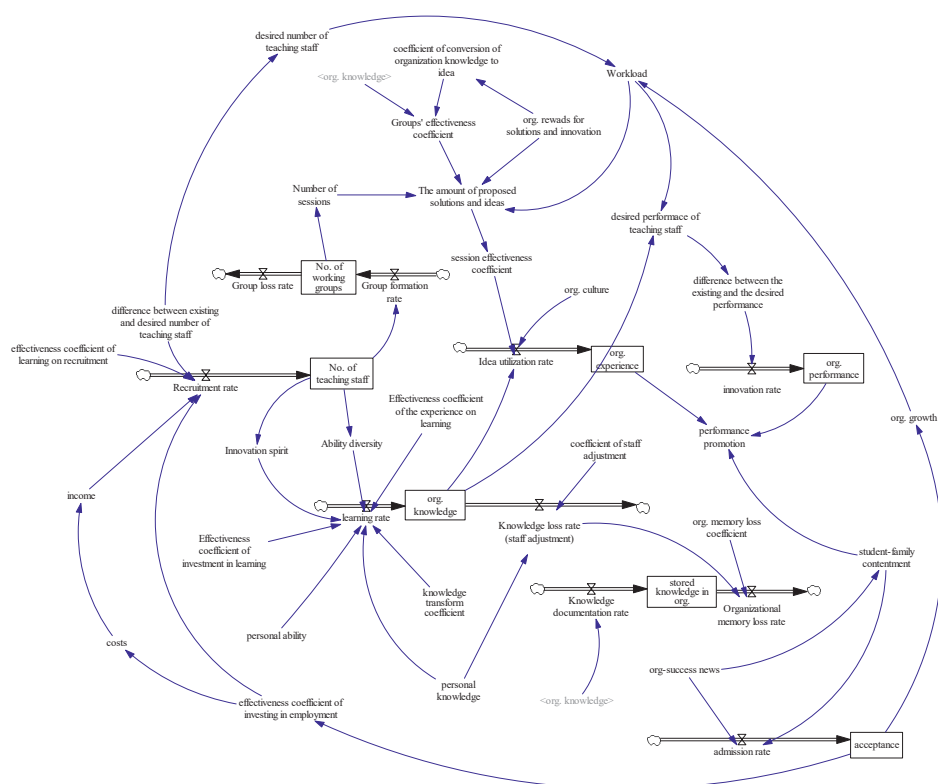 desired number of
teaching staff
coefficient of conversion of
organization knowledge to
idea
<org. knowledge>
Workload
Groups' effectiveness
coefficient
org. rewads for
solutions and innovation
Number of
sessions
The amount of proposed
solutions and ideas
desired performace of
teaching staff
session effectiveness
coefficient
No. of
working
groups
Group loss rate
Group formation
rate
difference between the
existing and the desired
performance
org. culture
difference between existing
and desired number of
teaching staff
effectiveness coefficient of
learning on recruitment
Idea utilization rate
org.
experience
org.
performance
No. of
teaching staff
Recruitment rate
innovation rate
Effectiveness coefficient
of the experience on
learning
org. growth
performance
promotion
Innovation spirit
Ability diversity
coefficient of staff
adjustment
income
org.
knowledge
learning rate
Knowledge loss rate
(staff adjustment)
org. memory loss
coefficient
Effectiveness
coefficient of
investment in learning
student-family
contentment
knowledge
transform
coefficient
stored
knowledge in
org.
Knowledge
documentation rate
Organizational
memory loss rate
personal ability
costs
personal
knowledge
org-success news
<org. knowledge>
effectiveness coefficient of
investing in employment
admission rate
acceptance